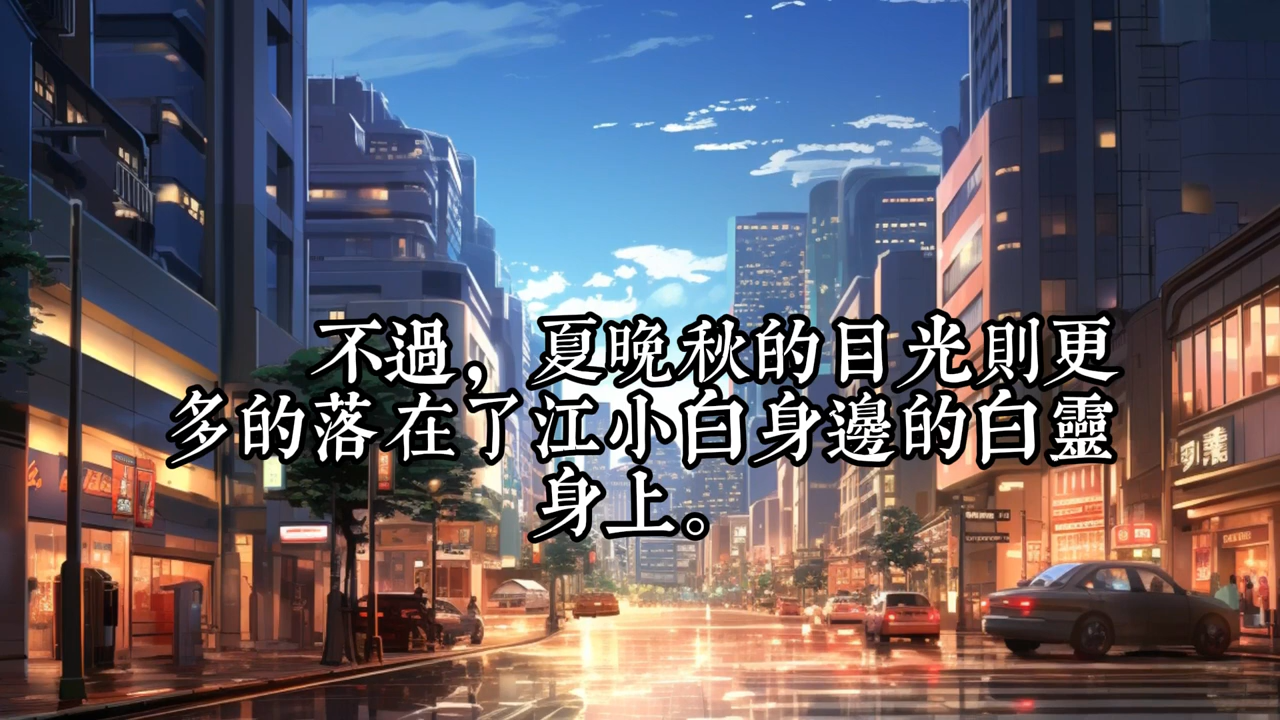 不過，夏晚秋的目光則更
多的落在了江小白身邊的白靈
身上。